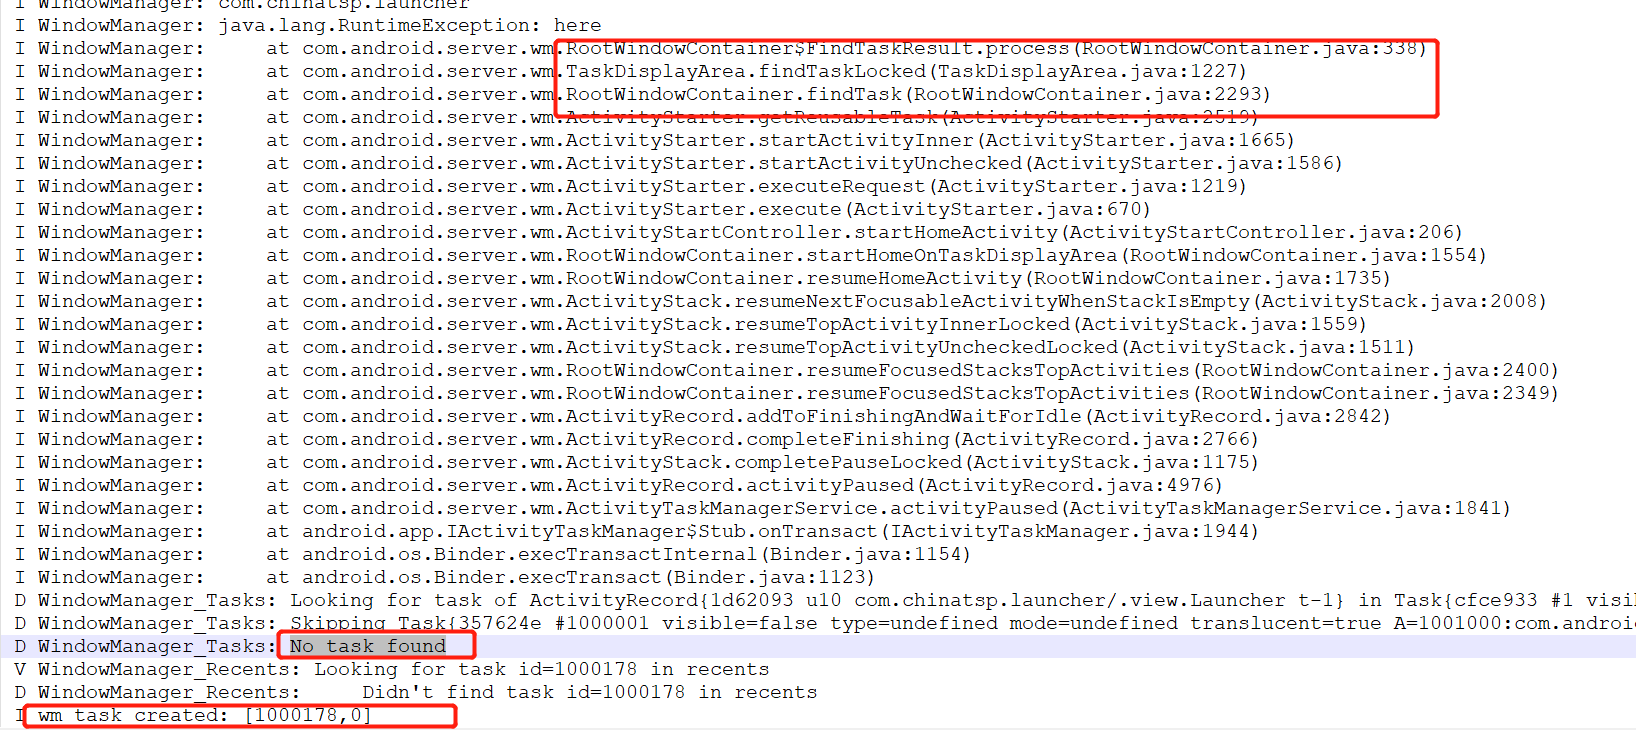 I WindowManager: com.chinatsp.launcher
I WindowManager: java.lang.RuntimeException: here
I WindowManager: at com.android.server.wm.RootWindowContainer$FindTaskResult.process(RootWindowContainer.java:338)
I WindowManager: at com.android.server.wm.TaskDisplayArea.findTaskLocked(TaskDisplayArea.java:1227)
I WindowManager: at com.android.server.wm.RootWindowContainer.findTask(RootWindowContainer.java:2293)
I WindowManager: at com.android.server.wm.ActivityStarter.getReusableTask(ActivityStarter.java:2519)
I WindowManager: at com.android.server.wm.ActivityStarter.startActivityInner(ActivityStarter.java:1665)
I WindowManager: at com.android.server.wm.ActivityStarter.startActivityUnchecked(ActivityStarter.java:1586)
I WindowManager: at com.android.server.wm.ActivityStarter.executeRequest(ActivityStarter.java:1219)
I WindowManager: at com.android.server.wm.ActivityStarter.execute(ActivityStarter.java:670)
I WindowManager: at com.android.server.wm.ActivityStartController.startHomeActivity(ActivityStartController.java:206)
I WindowManager: at com.android.server.wm.RootWindowContainer.startHomeOnTaskDisplayArea(RootWindowContainer.java:1554)
I WindowManager: at com.android.server.wm.RootWindowContainer.resumeHomeActivity(RootWindowContainer.java:1735)
I WindowManager: at com.android.server.wm.ActivityStack.resumeNextFocusableActivityWhenStackIsEmpty(ActivityStack.java:2008)
I WindowManager: at com.android.server.wm.ActivityStack.resumeTopActivityInnerLocked(ActivityStack.java:1559)
I WindowManager: at com.android.server.wm.ActivityStack.resumeTopActivityUncheckedLocked(ActivityStack.java:1511)
I WindowManager: at com.android.server.wm.RootWindowContainer.resumeFocusedStacksTopActivities(RootWindowContainer.java:2400)
I WindowManager: at com.android.server.wm.RootWindowContainer.resumeFocusedStacksTopActivities(RootWindowContainer.java:2349)
I WindowManager: at com.android.server.wm.ActivityRecord.addToFinishingAndWaitForIdle(ActivityRecord.java:2842)
I WindowManager: at com.android.server.wm.ActivityRecord.completeFinishing(ActivityRecord.java:2766)
I WindowManager: at com.android.server.wm.ActivityStack.completePauseLocked(ActivityStack.java:1175)
I WindowManager: at com.android.server.wm.ActivityRecord.activityPaused(ActivityRecord.java:4976)
I WindowManager: at com.android.server.wm.ActivityTaskManagerService.activityPaused(ActivityTaskManagerService.java:1841)
I WindowManager: at android.app.IActivityTaskManager$Stub.onTransact(IActivityTaskManager.java:1944)
I WindowManager: at android.os.Binder.execTransactInternal(Binder.java:1154)
I WindowManager: at android.os.Binder.execTransact(Binder.java:1123)
D WindowManager_Tasks: Looking for task of ActivityRecord{1d62093 u10 com.chinatsp.launcher/.view.Launcher t-1} in Task{cfce933 #1 visi
D WindowManager_Tasks: Skipping Task{357624e #1000001 visible=false type=undefined mode=undefined translucent=true A=1001000:com.androi
D WindowManager_Tasks: No task found
V WindowManager_Recents: Looking for task id=1000178 in recents
D WindowManager_Recents: Didn't find task id=1000178 in recents
I wm_task_created: [1000178,0]